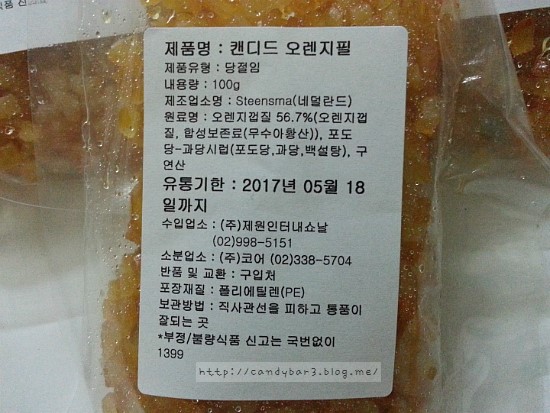 제품명 : 캔디드 오렌지필
제품유형 : 당절임
내용량 : 100g
제조업소명 : Steensma(네덜란드)
원료명 : 오렌지껍질 56.7%(오렌지껍
질, 합성보존료(무수아황산)), 포도
당-과당시럽(포도당,과당,백설탕), 구
연산
유통기한 : 2017년 05월 18
일까지
수입업소 : (주)제원인터내쇼날
(02)998-5151
소분업소 : (주)코어 (02)338-5704
반품 및 교환 : 구입처
포장재질 : 폴리에틸렌(PE)
보관방법 : 직사관선을 피하고 통풍이
잘되는 곳
*부정/불량식품 신고는 국번없이
1399
http://candybar3.blog.me/